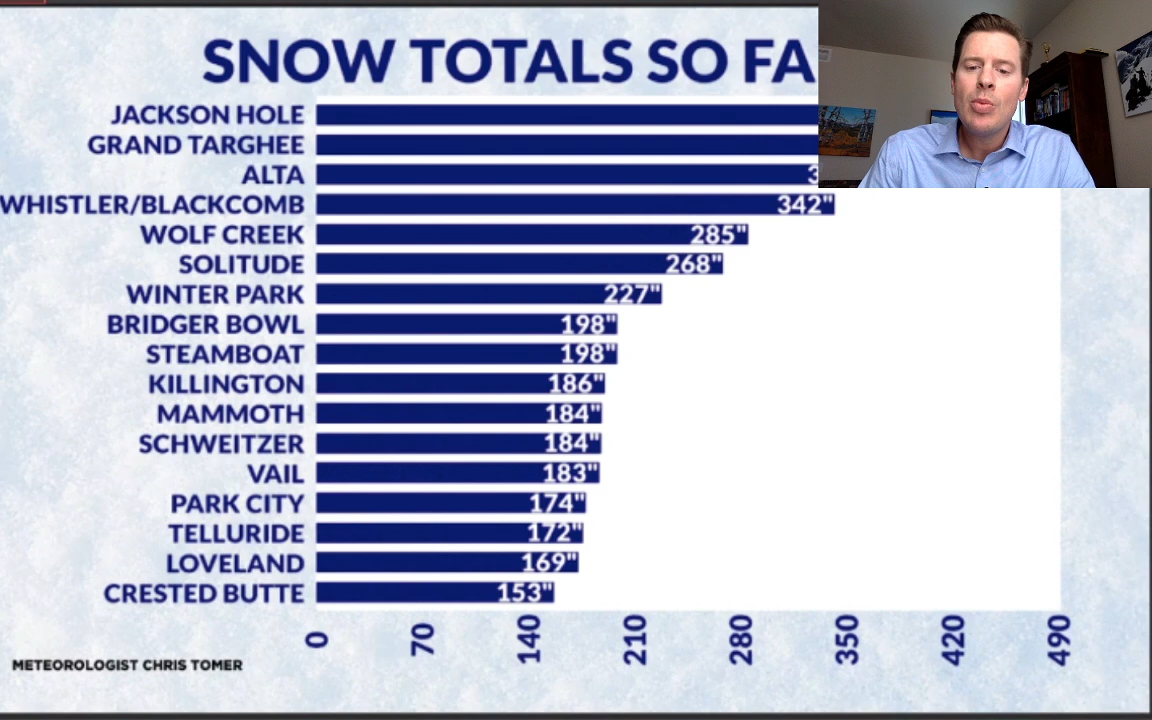 SNOW TOTALS SO FA
JACKSON HOLE
GRAND TARGHEE
ALTA 3
WHISTLER/BLACKCOMB 342"
WOLF CREEK 285"
SOLITUDE 268"
WINTER PARK 227"
BRIDGER BOWL 198"
STEAMBOAT 198"
KILLINGTON 186"
MAMMOTH 184"
SCHWEITZER 184"
VAIL 183"
PARK CITY 174"
TELLURIDE 172"
LOVELAND 169"
CRESTED BUTTE 153"
0 70 140 210 280 350 420 490
METEOROLOGIST CHRIS TOMER